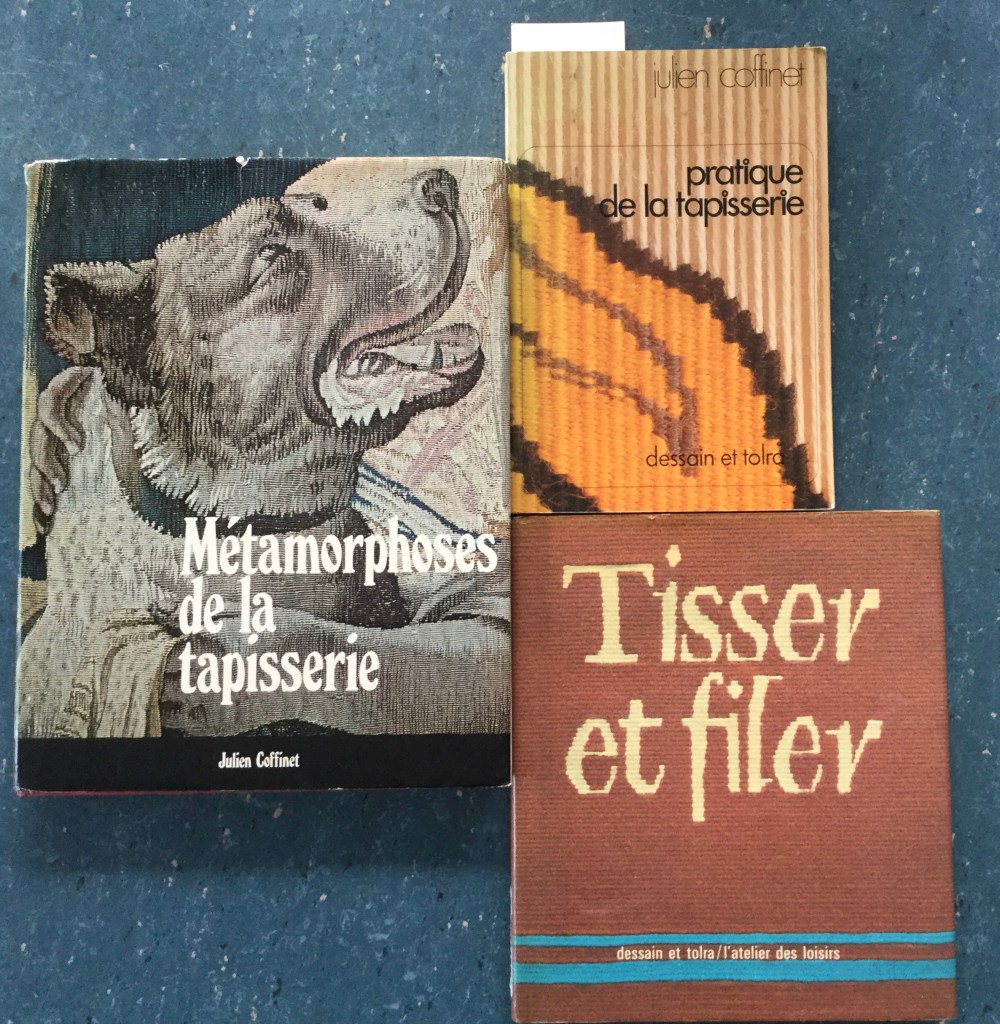 Métamorphoses
de la
tapisserie
Julien Coffinet
julien coffinet
pratique
de la tapisserie
dessain et tolra
Tisser
et filer
dessain et tolra/l'atelier des loisirs